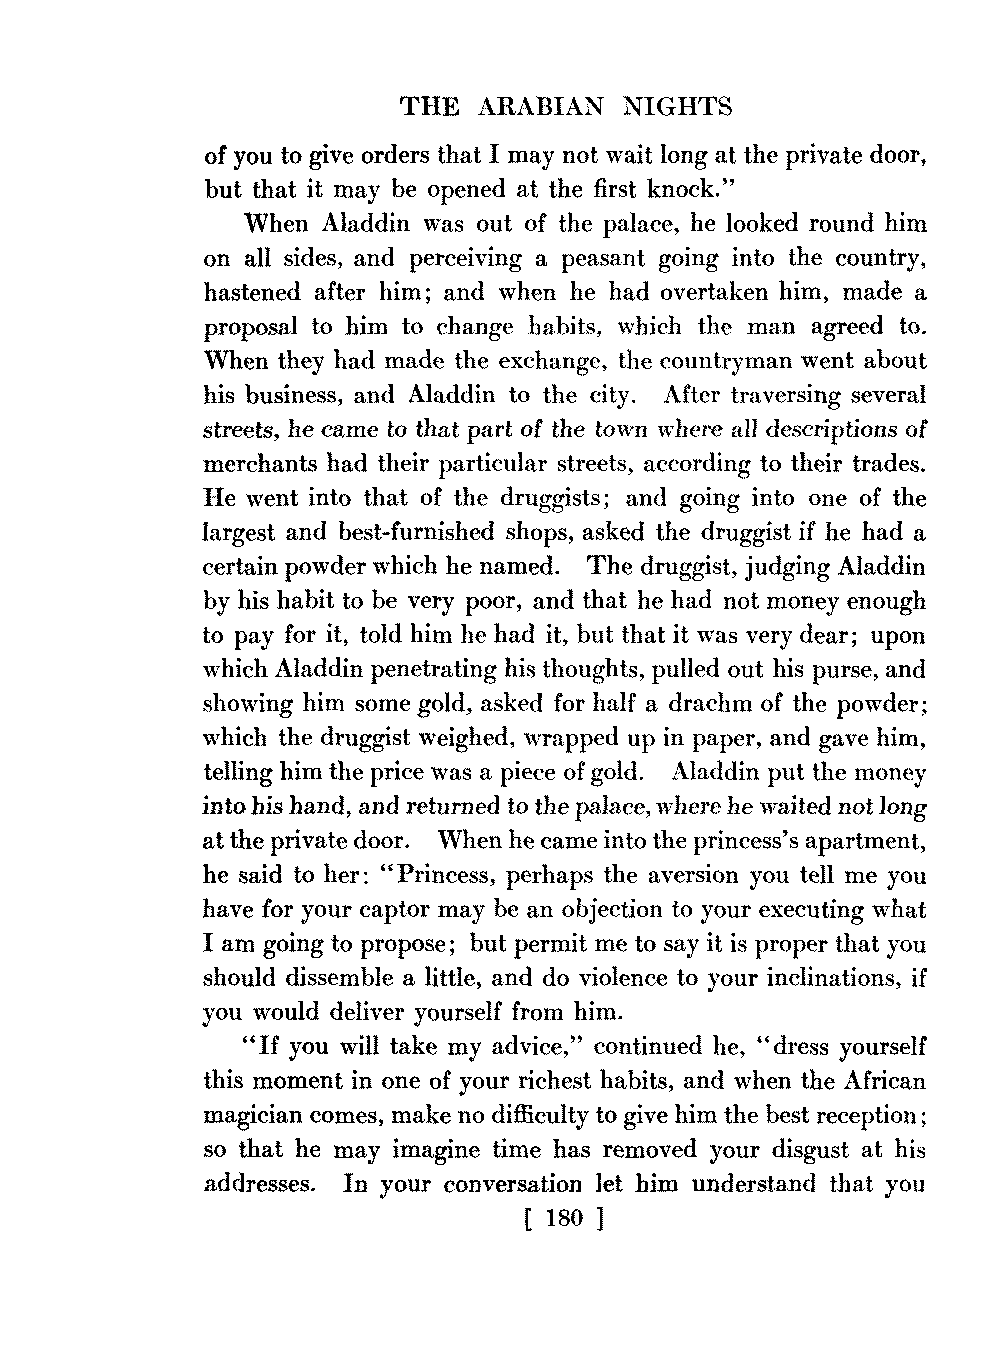 THE ARABIAN NIGHTS
of you to give orders that I may not wait long at the private door,
but that it may be opened at the first knock."
When Aladdin was out of the palace, he looked round him
on all sides, and perceiving a peasant going into the country,
hastened after him; and when he had overtaken him, made a
proposal to him to change habits, which the man agreed to.
When they had made the exchange, the countryman went about
his business, and Aladdin to the city. After traversing several
streets, he came to that part of the town where all descriptions of
merchants had their particular streets, according to their trades.
He went into that of the druggists; and going into one of the
largest and best-furnished shops, asked the druggist if he had a
certain powder which he named. The druggist, judging Aladdin
by his habit to be very poor, and that he had not money enough
to pay for it, told him he had it, but that it was very dear; upon
which Aladdin penetrating his thoughts, pulled out his purse, and
showing him some gold, asked for half a drachm of the powder;
which the druggist weighed, wrapped up in paper, and gave him,
telling him the price was a piece of gold. Aladdin put the money
into his hand, and returned to the palace, where he waited not long
at the private door. When he came into the princess's apartment,
he said to her: "Princess, perhaps the aversion you tell me you
have for your captor may be an objection to your executing what
I am going to propose; but permit me to say it is proper that you
should dissemble a little, and do violence to your inclinations, if
you would deliver yourself from him.
"If you will take my advice," continued he, "dress yourself
this moment in one of your richest habits, and when the African
magician comes, make no difficulty to give him the best reception;
so that he may imagine time has removed your disgust at his
addresses. In your conversation let him understand that you
[ 180 ]